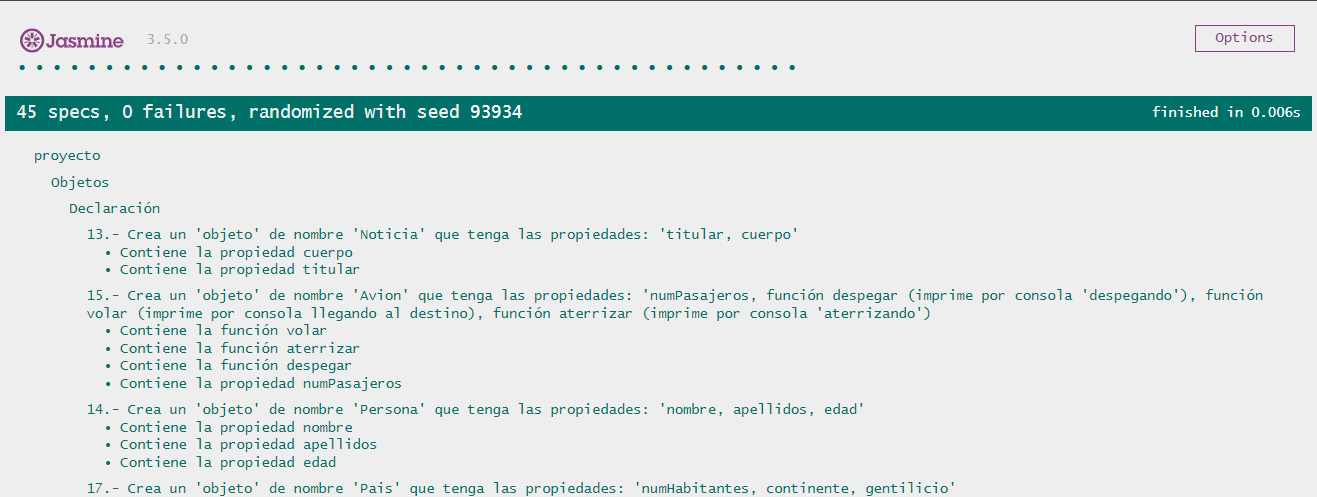 Jasmine 3.5.0 Options
45 specs, 0 failures, randomized with seed 93934 finished in 0.006s
proyecto
Objetos
Declaración
13.- Crea un 'objeto' de nombre 'Noticia' que tenga las propiedades: 'titular, cuerpo'
• Contiene la propiedad cuerpo
• Contiene la propiedad titular
15.- Crea un 'objeto' de nombre 'Avion' que tenga las propiedades: 'numPasajeros, función despegar (imprime por consola 'despegando'), función
volar (imprime por consola llegando al destino), función aterrizar (imprime por consola 'aterrizando')
• Contiene la función volar
• Contiene la función aterrizar
• Contiene la función despegar
• Contiene la propiedad numPasajeros
14.- Crea un 'objeto' de nombre 'Persona' que tenga las propiedades: 'nombre, apellidos, edad'
• Contiene la propiedad nombre
• Contiene la propiedad apellidos
• Contiene la propiedad edad
17.- Crea un 'objeto' de nombre 'Pais' que tenga las propiedades: 'numHabitantes, continente, gentilicio'